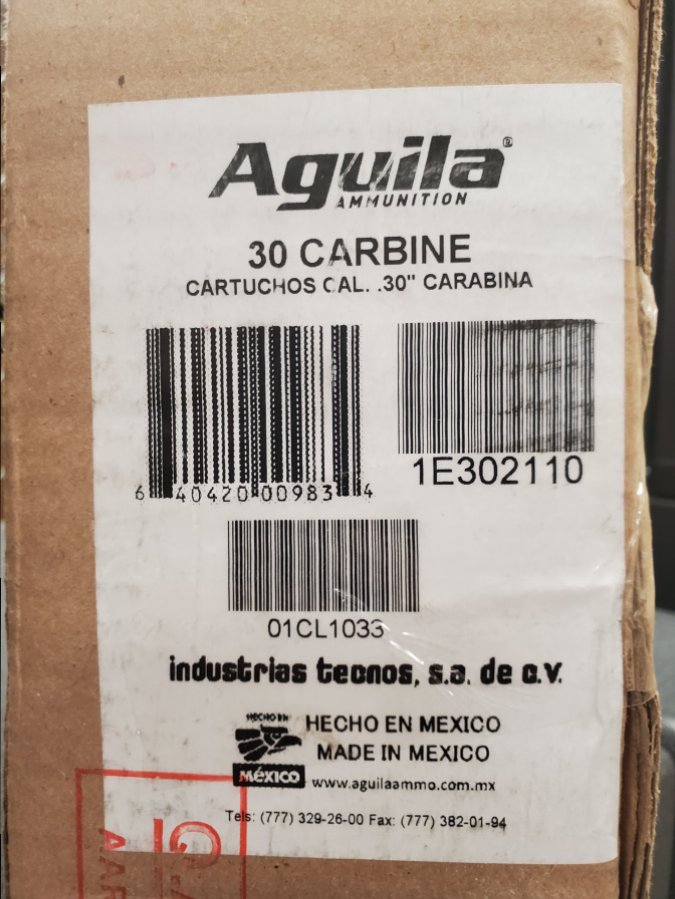 Aguila®
AMMUNITION
30 CARBINE
CARTUCHOS CAL. .30" CARABINA
6 40420 00983 4
1E302110
01CL1033
industrias tecnos, s.a. de c.v.
HECHO EN
MÉXICO
HECHO EN MEXICO
MADE IN MEXICO
www.aguilaammo.com.mx
Tels: (777) 329-26-00 Fax: (777) 382-01-94